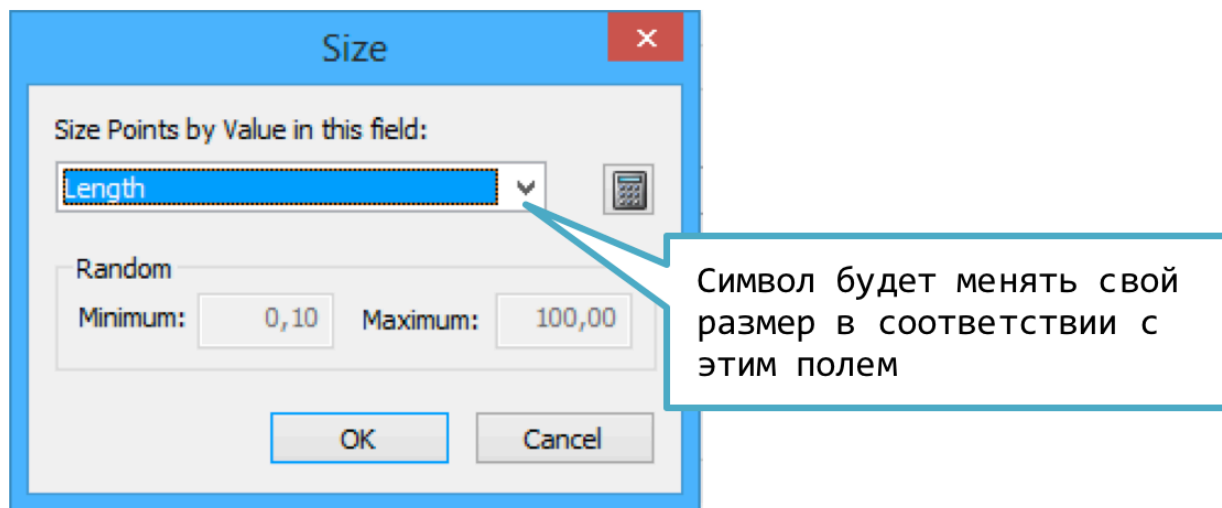 Size
Size Points by Value in this field:
Length
Random
Minimum: 0,10 Maximum: 100,00
OK Cancel
Символ будет менять свой
размер в соответствии с
этим полем